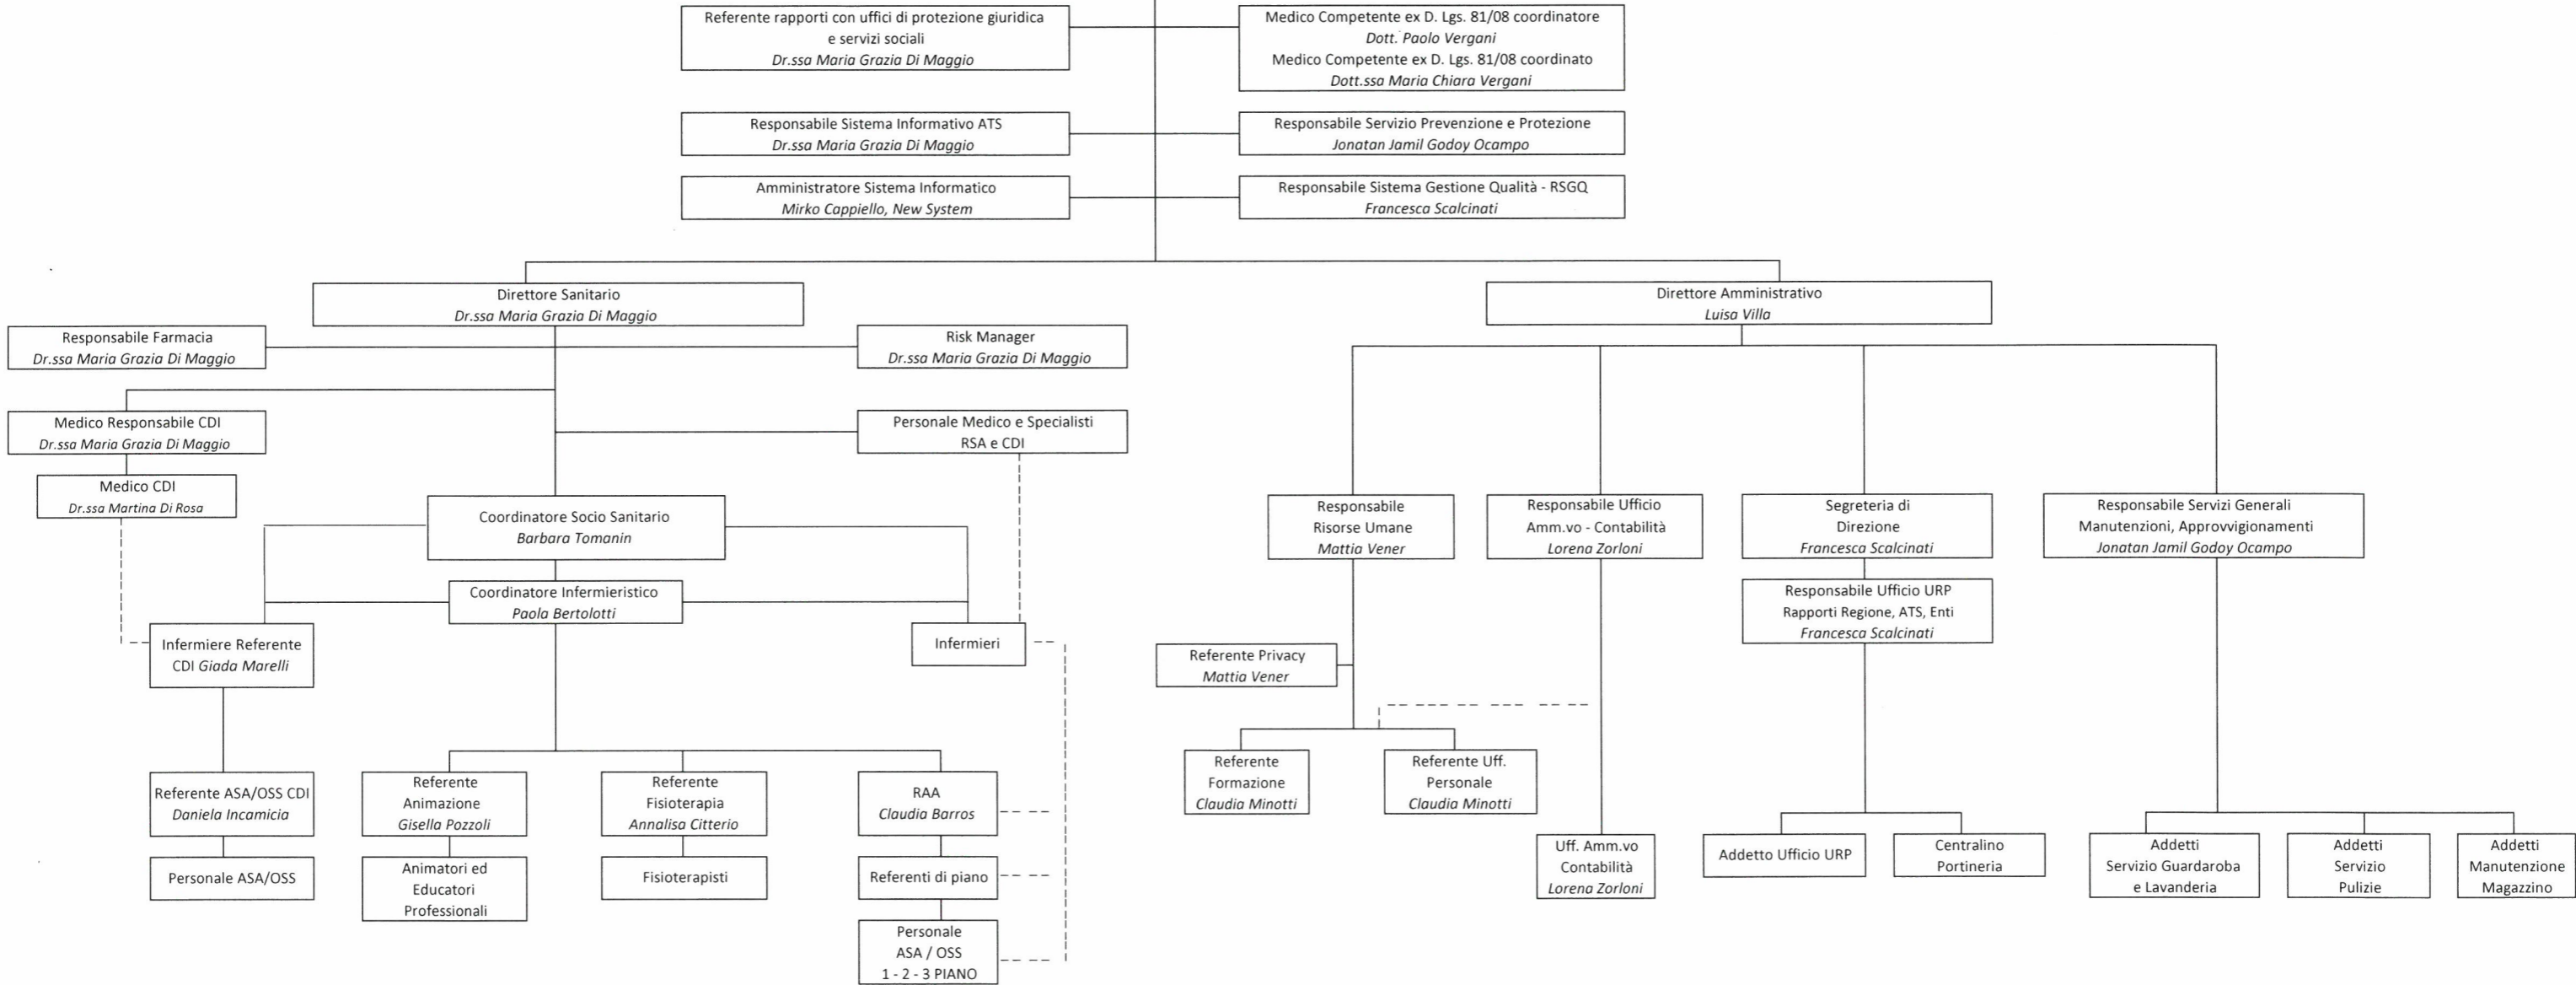 Referente rapporti con uffici di protezione giuridica
e servizi sociali
Dr.ssa Maria Grazia Di Maggio
Medico Competente ex D. Lgs. 81/08 coordinatore
Dott. Paolo Vergani
Medico Competente ex D. Lgs. 81/08 coordinato
Dott.ssa Maria Chiara Vergani
Responsabile Sistema Informativo ATS
Dr.ssa Maria Grazia Di Maggio
Responsabile Servizio Prevenzione e Protezione
Jonatan Jamil Godoy Ocampo
Amministratore Sistema Informatico
Mirko Cappiello, New System
Responsabile Sistema Gestione Qualità - RSGQ
Francesca Scalcinati
Direttore Sanitario
Dr.ssa Maria Grazia Di Maggio
Direttore Amministrativo
Luisa Villa
Responsabile Farmacia
Dr.ssa Maria Grazia Di Maggio
Risk Manager
Dr.ssa Maria Grazia Di Maggio
Medico Responsabile CDI
Dr.ssa Maria Grazia Di Maggio
Personale Medico e Specialisti
RSA e CDI
Medico CDI
Dr.ssa Martina Di Rosa
Coordinatore Socio Sanitario
Barbara Tomanin
Responsabile
Risorse Umane
Mattia Vener
Responsabile Ufficio
Amm.vo - Contabilità
Lorena Zorloni
Segreteria di
Direzione
Francesca Scalcinati
Responsabile Servizi Generali
Manutenzioni, Approvvigionamenti
Jonatan Jamil Godoy Ocampo
Coordinatore Infermieristico
Paola Bertolotti
Responsabile Ufficio URP
Rapporti Regione, ATS, Enti
Francesca Scalcinati
Infermiere Referente
CDI Giada Marelli
Infermieri
Referente Privacy
Mattia Vener
Referente ASA/OSS CDI
Daniela Incamicia
Referente
Animazione
Gisella Pozzoli
Referente
Fisioterapia
Annalisa Citterio
RAA
Claudia Barros
Referente
Formazione
Claudia Minotti
Referente Uff.
Personale
Claudia Minotti
Personale ASA/OSS
Animatori ed
Educatori
Professionali
Fisioterapisti
Referenti di piano
Uff. Amm.vo
Contabilità
Lorena Zorloni
Addetto Ufficio URP
Centralino
Portineria
Addetti
Servizio Guardaroba
e Lavanderia
Addetti
Servizio
Pulizie
Addetti
Manutenzione
Magazzino
Personale
ASA / OSS
1 - 2 - 3 PIANO